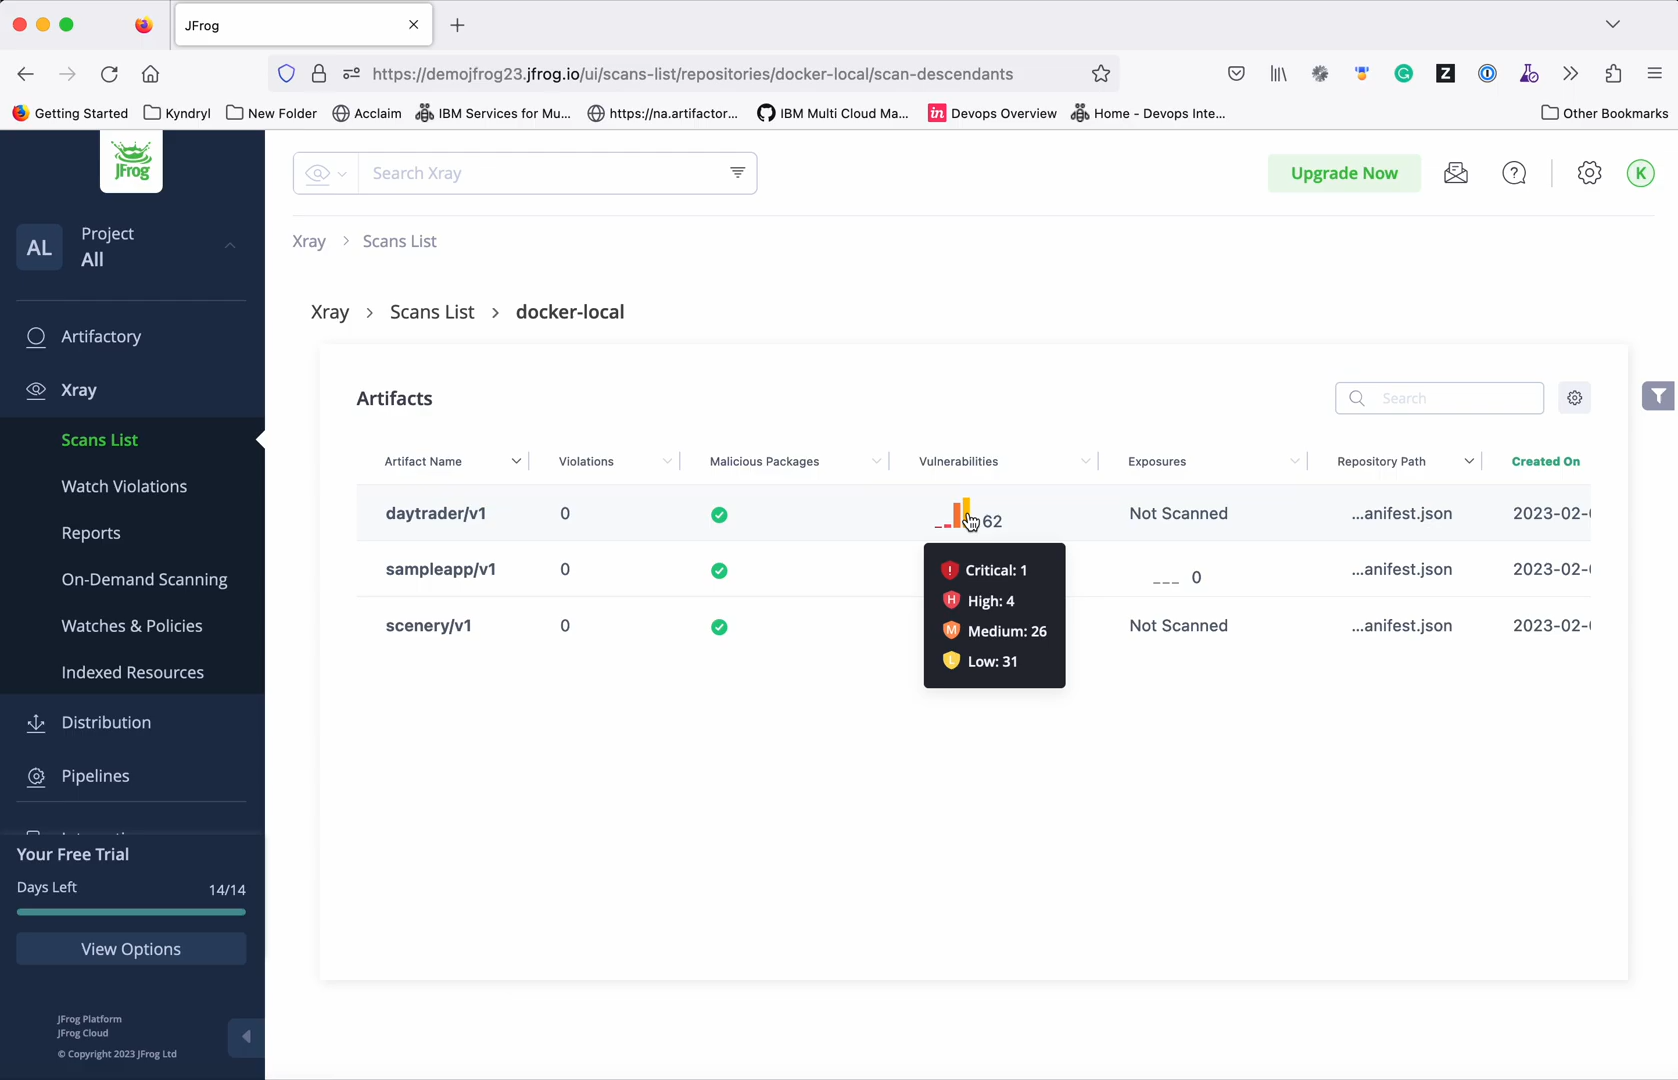 JFrog
https://demojfrog23.jfrog.io/ui/scans-list/repositories/docker-local/scan-descendants
Getting Started
Kyndryl
New Folder
Acclaim
IBM Services for Mu...
https://na.artifactor...
IBM Multi Cloud Ma...
Devops Overview
Home - Devops Inte...
Other Bookmarks
JFrog
Search Xray
Upgrade Now
K
AL
Project
All
Xray > Scans List
Xray > Scans List > docker-local
Artifactory
Xray
Scans List
Watch Violations
Reports
On-Demand Scanning
Watches & Policies
Indexed Resources
Distribution
Pipelines
Your Free Trial
Days Left 14/14
View Options
JFrog Platform
JFrog Cloud
© Copyright 2023 JFrog Ltd
Artifacts
Search
Artifact Name Violations Malicious Packages Vulnerabilities Exposures Repository Path Created On
daytrader/v1 0 62 Not Scanned ...anifest.json 2023-02-
sampleapp/v1 0 0 ...anifest.json 2023-02-
scenery/v1 0 Not Scanned ...anifest.json 2023-02-
! Critical: 1
H High: 4
M Medium: 26
L Low: 31